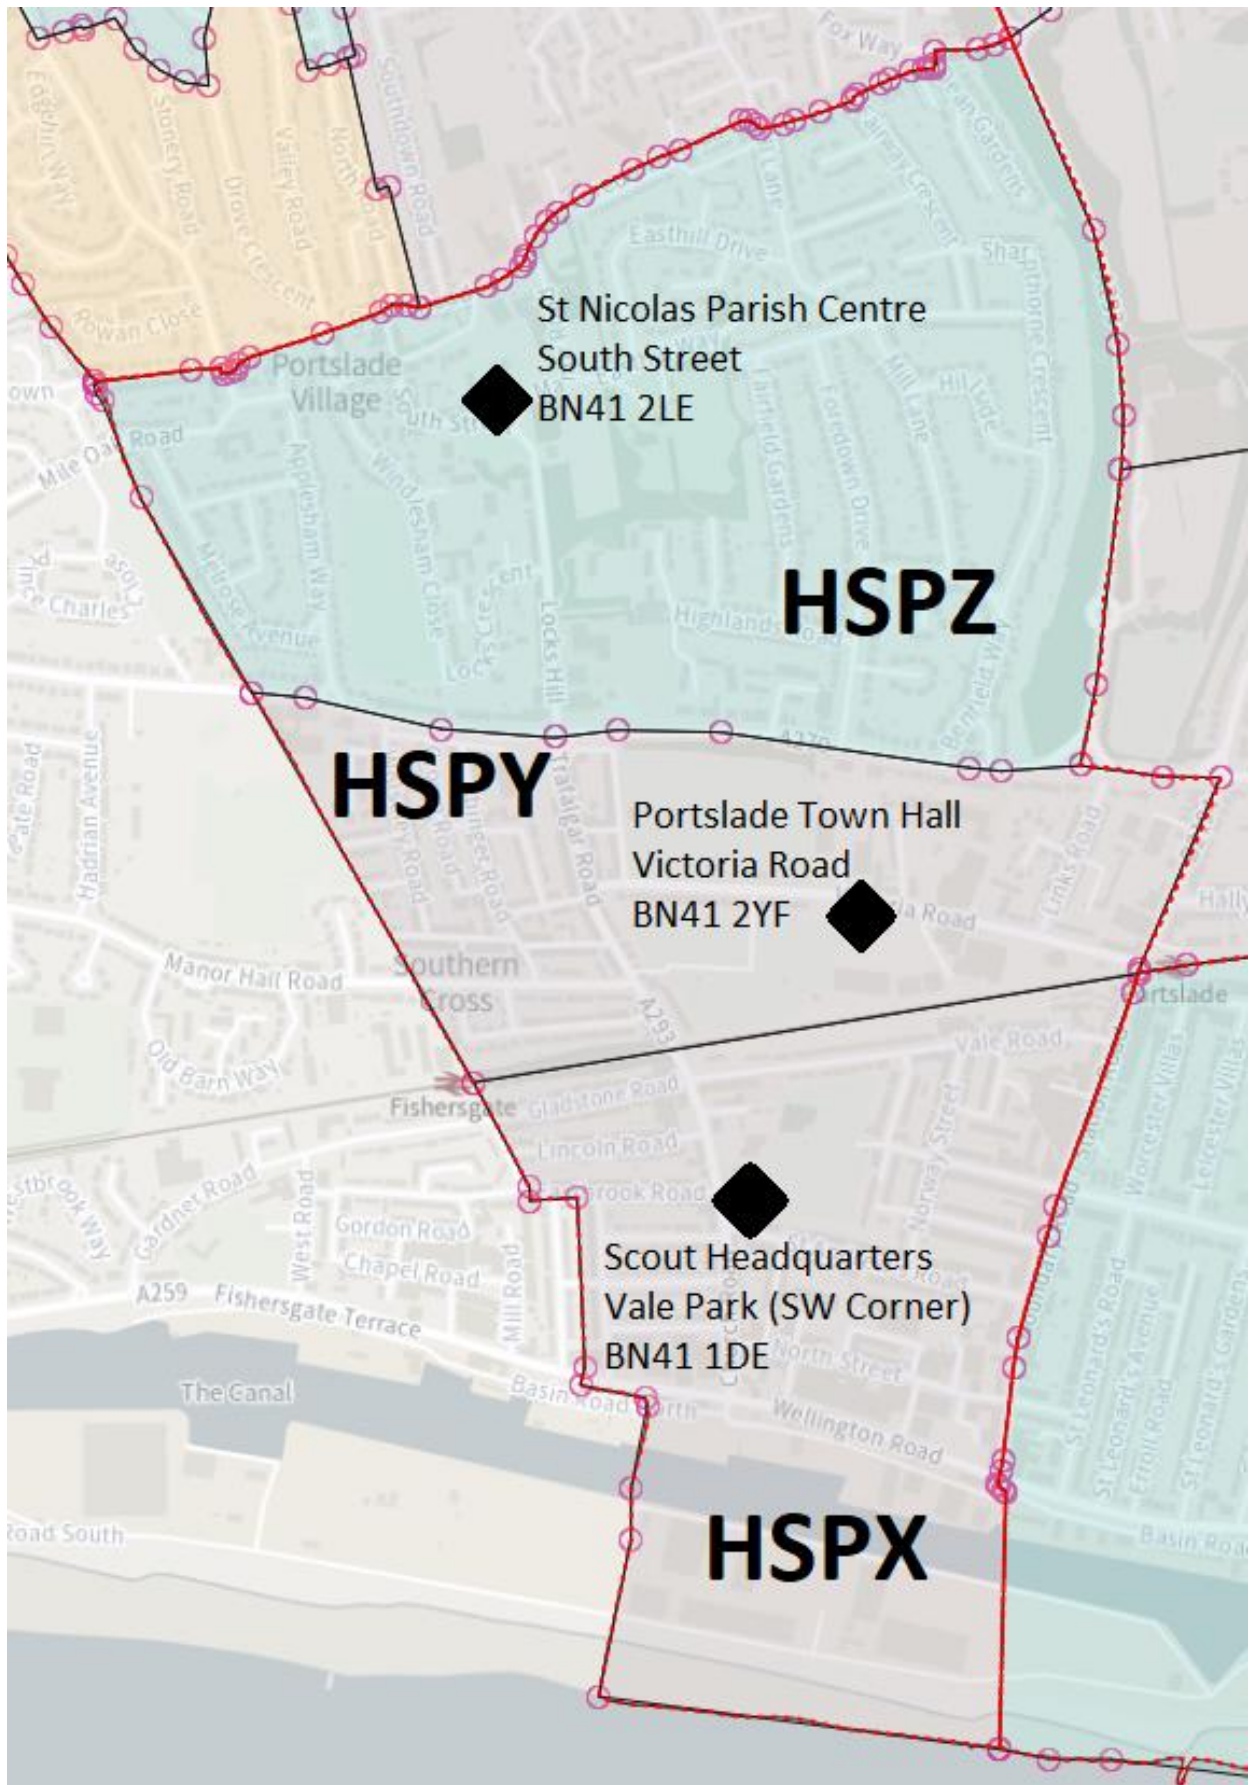 Fox Way
Southdown Road
Stonery Road
Valley Road
Drove Crescent
Rowan Close
Easthill Drive
St Nicolas Parish Centre
South Street
BN41 2LE
Portslade
Village
Mill Lane
Mile Oak Road
Applesham Way
Windlesham Close
Fairfield Gardens
Foredown Drive
Melrose Avenue
Locks Hill
HSPZ
Highlands Road
HSPY
Hadrian Avenue
Trafalgar Road
Portslade Town Hall
Victoria Road
BN41 2YF
Links Road
Manor Hall Road
Southern
Cross
A293
Old Barn Way
Vale Road
Fishersgate
Gladstone Road
Lincoln Road
Norway Street
Worcester Villas
Leicester Villas
Gardner Road
West Road
Gordon Road
Chapel Road
Mill Road
Scout Headquarters
Vale Park (SW Corner)
BN41 1DE
A259
Fishersgate Terrace
North Street
The Canal
Basin Road North
Wellington Road
St Leonard's Road
St Leonard's Avenue
Erroll Road
St Leonard's Gardens
HSPX
Road South